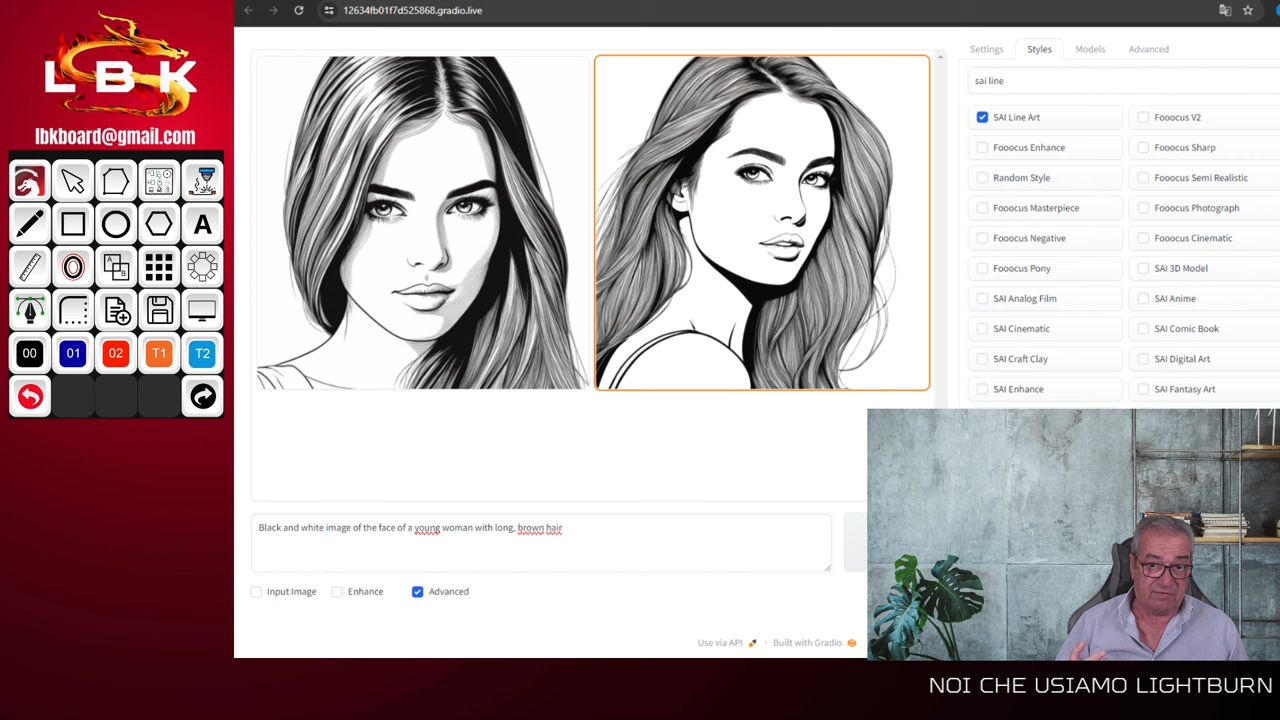 LBK
lbkboard@gmail.com
A
A
B
00
01
02
T1
T2
12634fb01f7d525868.gradio.live
Settings
Styles
Models
Advanced
sai line
SAI Line Art
Fooocus V2
Fooocus Enhance
Fooocus Sharp
Random Style
Fooocus Semi Realistic
Fooocus Masterpiece
Fooocus Photograph
Fooocus Negative
Fooocus Cinematic
Fooocus Pony
SAI 3D Model
SAI Analog Film
SAI Anime
SAI Cinematic
SAI Comic Book
SAI Craft Clay
SAI Digital Art
SAI Enhance
SAI Fantasy Art
Black and white image of the face of a young woman with long, brown hair
Input Image
Enhance
Advanced
Use via API
· Built with Gradio
NOI CHE USIAMO LIGHTBURN